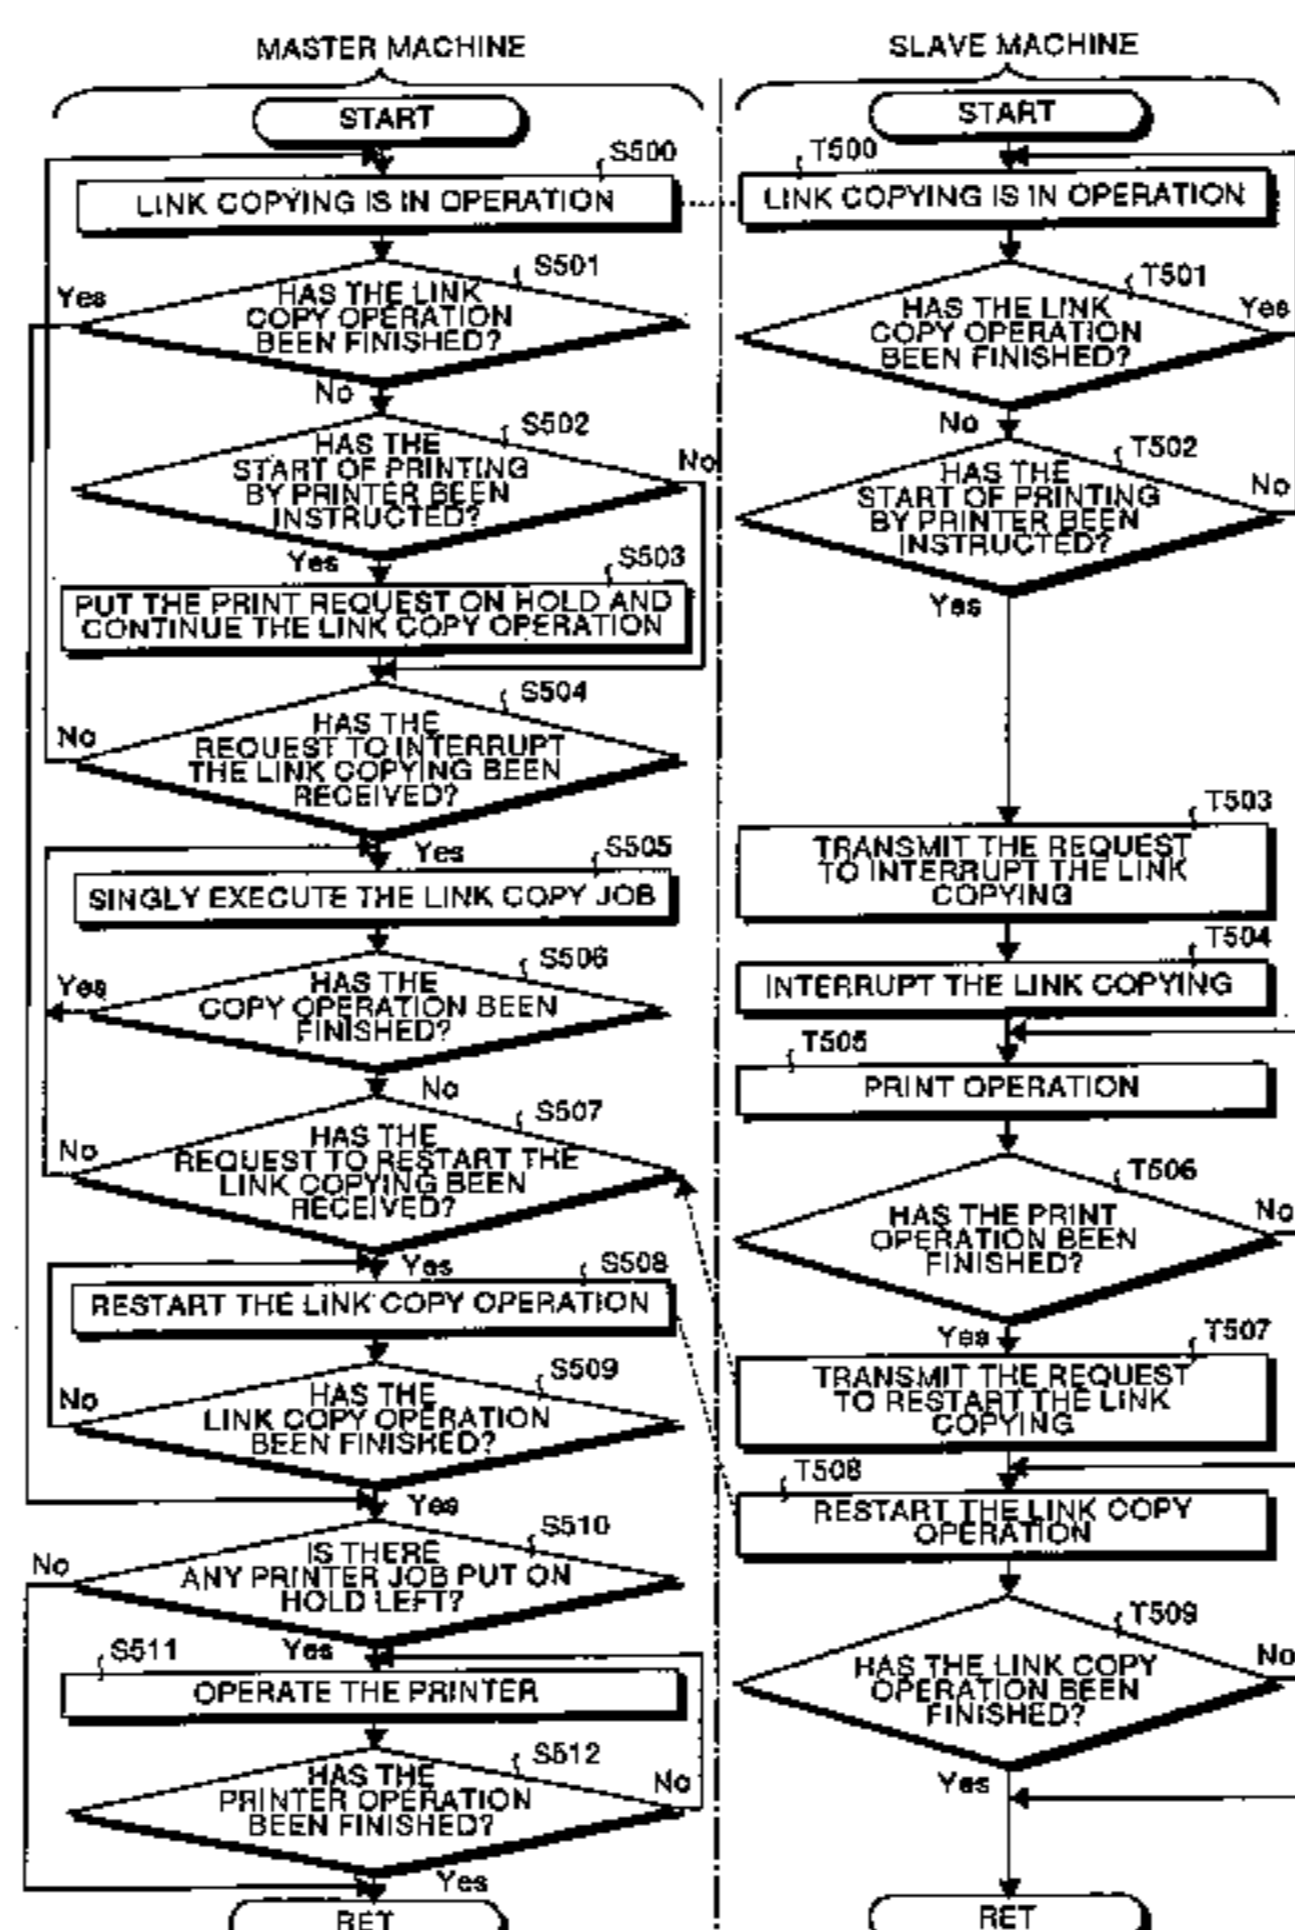 MASTER MACHINE
START
S500
LINK COPYING IS IN OPERATION
S501
Yes
HAS THE LINK
COPY OPERATION
BEEN FINISHED?
No
S502
HAS THE
START OF PRINTING
BY PRINTER BEEN
INSTRUCTED?
No
Yes
S503
PUT THE PRINT REQUEST ON HOLD AND
CONTINUE THE LINK COPY OPERATION
S504
No
HAS THE
REQUEST TO INTERRUPT
THE LINK COPYING BEEN
RECEIVED?
Yes
S505
SINGLY EXECUTE THE LINK COPY JOB
S506
Yes
HAS THE
COPY OPERATION BEEN
FINISHED?
No
S507
No
HAS THE
REQUEST TO RESTART THE
LINK COPYING BEEN
RECEIVED?
Yes
S508
RESTART THE LINK COPY OPERATION
S509
No
HAS THE
LINK COPY OPERATION
BEEN FINISHED?
Yes
S510
No
IS THERE
ANY PRINTER JOB PUT ON
HOLD LEFT?
Yes
S511
OPERATE THE PRINTER
S512
HAS THE
PRINTER OPERATION
BEEN FINISHED?
No
Yes
RET
SLAVE MACHINE
START
T500
LINK COPYING IS IN OPERATION
T501
Yes
HAS THE LINK
COPY OPERATION
BEEN FINISHED?
No
T502
HAS THE
START OF PRINTING
BY PRINTER BEEN
INSTRUCTED?
No
Yes
T503
TRANSMIT THE REQUEST
TO INTERRUPT THE LINK
COPYING
T504
INTERRUPT THE LINK COPYING
T505
PRINT OPERATION
T506
No
HAS THE PRINT
OPERATION BEEN
FINISHED?
Yes
T507
TRANSMIT THE REQUEST
TO RESTART THE LINK
COPYING
T508
RESTART THE LINK COPY
OPERATION
T509
No
HAS THE LINK COPY
OPERATION BEEN
FINISHED?
Yes
RET